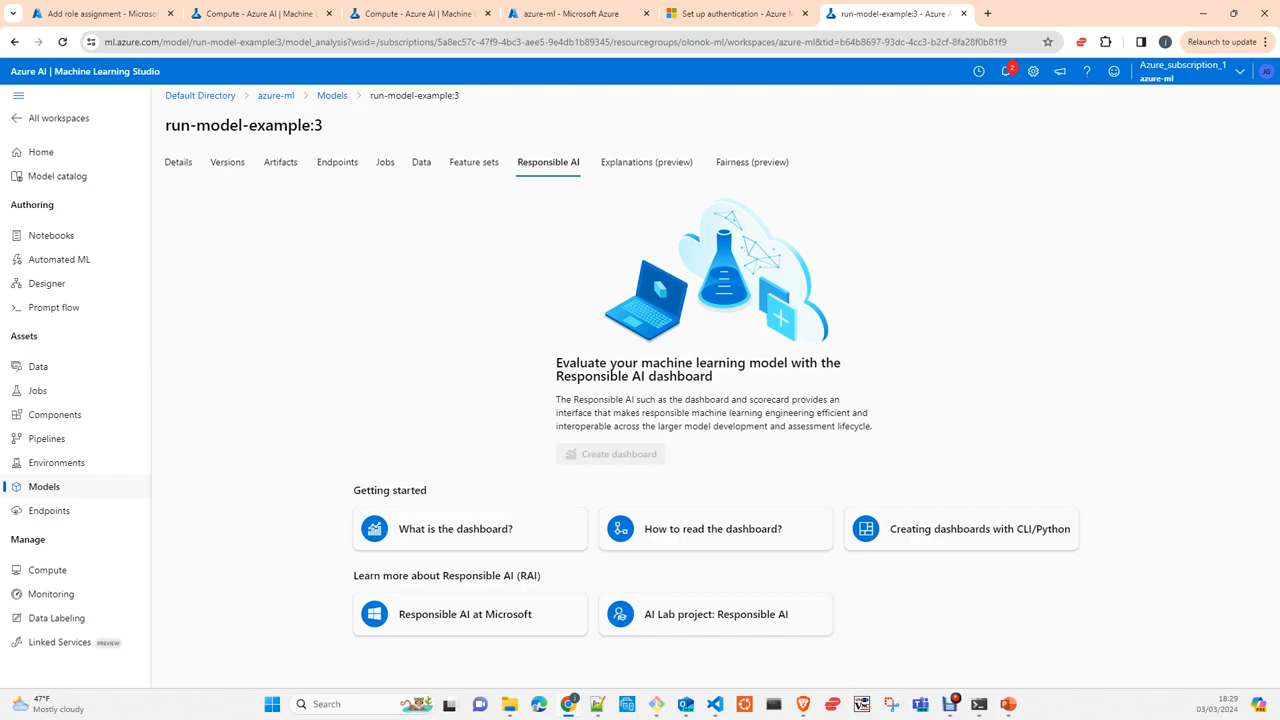 Add role assignment - Microsof
Compute - Azure AI | Machine L
Compute - Azure AI | Machine L
azure-ml - Microsoft Azure
Set up authentication - Azure M
run-model-example:3 - Azure A
ml.azure.com/model/run-model-example:3/model_analysis?wsid=/subscriptions/5a8ec57c-47f9-4bc3-aee5-9e4db1b89345/resourcegroups/olonok-ml/workspaces/azure-ml&tid=b64b8697-93dc-4cc3-b2cf-8fa28f0b81f9
Relaunch to update
Azure AI | Machine Learning Studio
2
Azure_subscription_1
azure-ml
JG
Default Directory > azure-ml > Models > run-model-example:3
All workspaces
Home
Model catalog
Authoring
Notebooks
Automated ML
Designer
Prompt flow
Assets
Data
Jobs
Components
Pipelines
Environments
Models
Endpoints
Manage
Compute
Monitoring
Data Labeling
Linked Services PREVIEW
run-model-example:3
Details Versions Artifacts Endpoints Jobs Data Feature sets Responsible AI Explanations (preview) Fairness (preview)
Evaluate your machine learning model with the
Responsible AI dashboard
The Responsible AI such as the dashboard and scorecard provides an
interface that makes responsible machine learning engineering efficient and
interoperable across the larger model development and assessment lifecycle.
Create dashboard
Getting started
What is the dashboard?
How to read the dashboard?
Creating dashboards with CLI/Python
Learn more about Responsible AI (RAI)
Responsible AI at Microsoft
AI Lab project: Responsible AI
47°F
Mostly cloudy
Search
18:29
03/03/2024